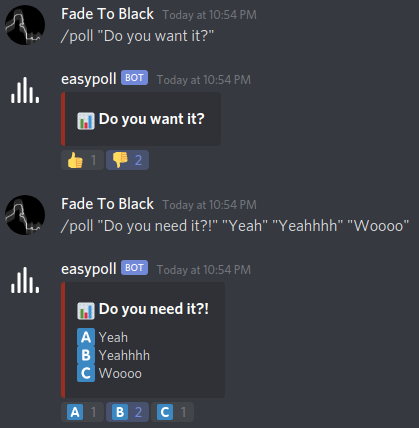 Fade To Black Today at 10:54 PM
/poll "Do you want it?"
easypoll BOT Today at 10:54 PM
📊 Do you want it?
👍 1 👎 2
Fade To Black Today at 10:54 PM
/poll "Do you need it?!" "Yeah" "Yeahhhh" "Woooo"
easypoll BOT Today at 10:54 PM
📊 Do you need it?!
A Yeah
B Yeahhhh
C Woooo
A 1 B 2 C 1